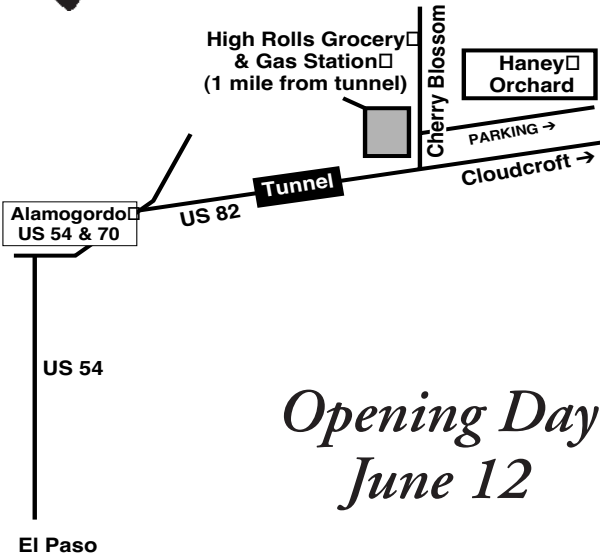 High Rolls Grocery
& Gas Station
(1 mile from tunnel)
Cherry Blossom
Haney
Orchard
PARKING →
Cloudcroft →
Tunnel
US 82
Alamogordo
US 54 & 70
US 54
Opening Day
June 12
El Paso